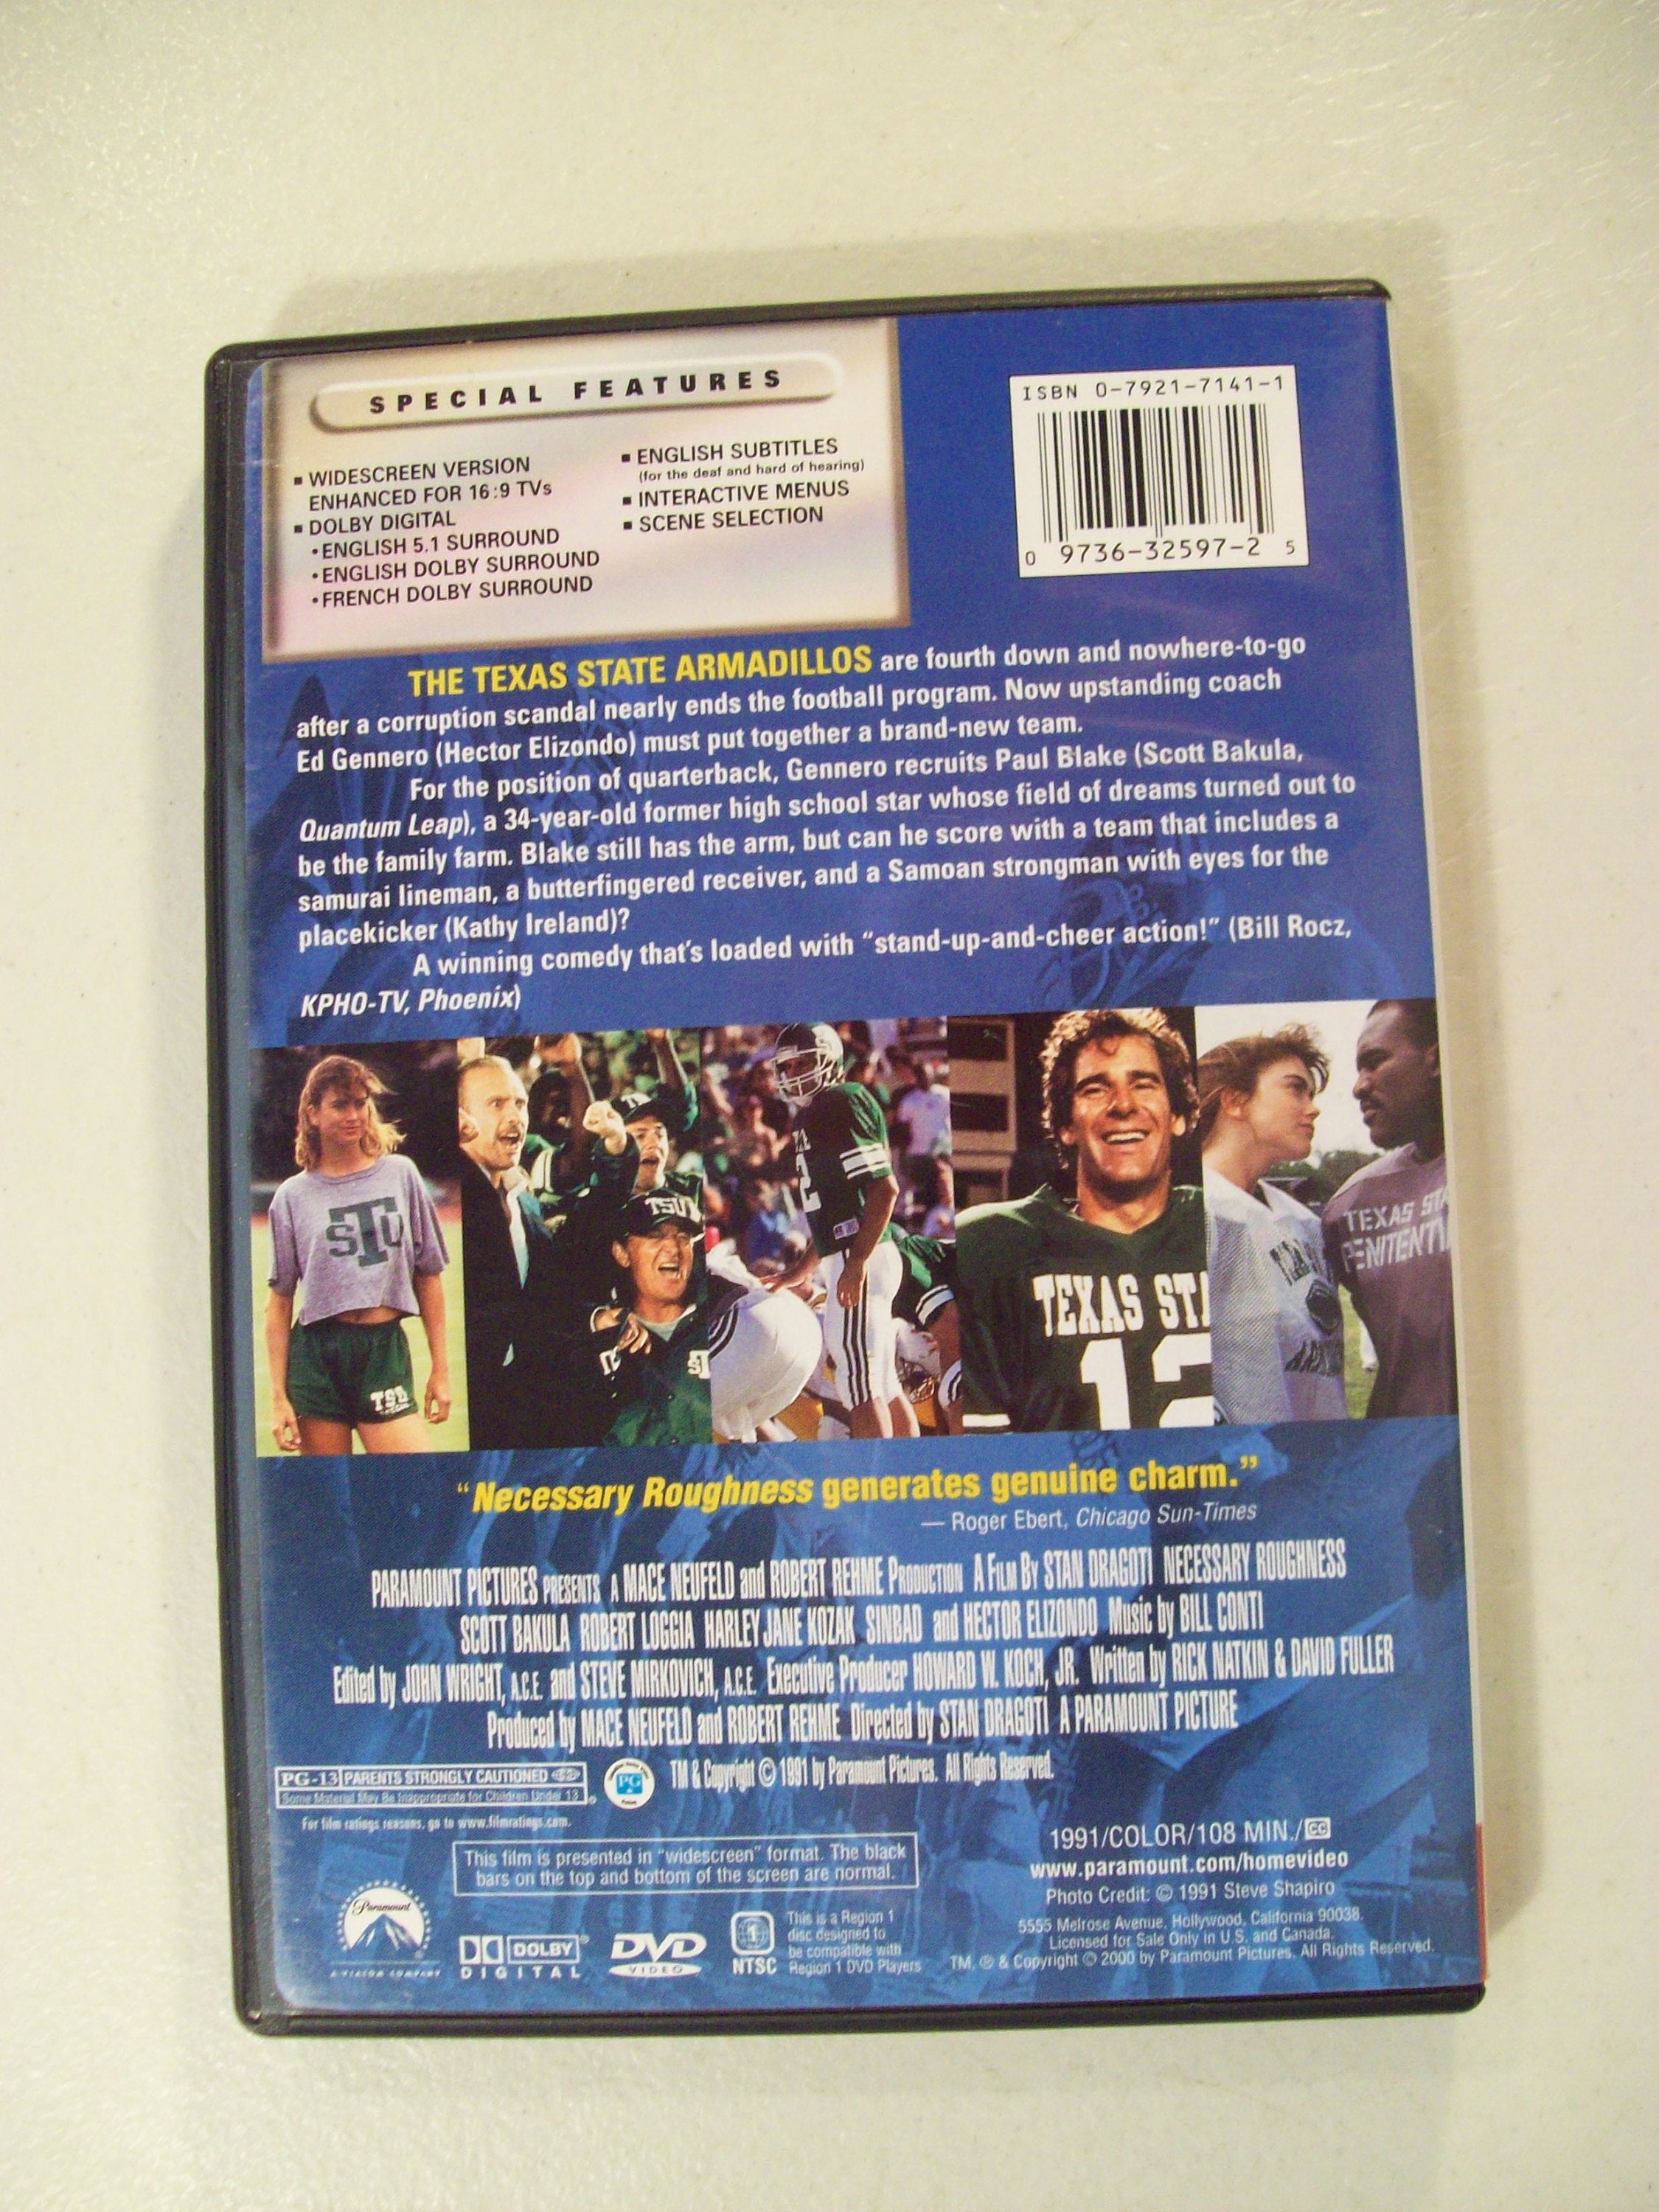 SPECIAL FEATURES
▪ WIDESCREEN VERSION
ENHANCED FOR 16:9 TVs
▪ DOLBY DIGITAL
• ENGLISH 5.1 SURROUND
• ENGLISH DOLBY SURROUND
• FRENCH DOLBY SURROUND
▪ ENGLISH SUBTITLES
(for the deaf and hard of hearing)
▪ INTERACTIVE MENUS
▪ SCENE SELECTION
ISBN 0-7921-7141-1
0 9736-32597-2 5
THE TEXAS STATE ARMADILLOS are fourth down and nowhere-to-go
after a corruption scandal nearly ends the football program. Now upstanding coach
Ed Gennero (Hector Elizondo) must put together a brand-new team.
For the position of quarterback, Gennero recruits Paul Blake (Scott Bakula,
Quantum Leap), a 34-year-old former high school star whose field of dreams turned out to
be the family farm. Blake still has the arm, but can he score with a team that includes a
samurai lineman, a butterfingered receiver, and a Samoan strongman with eyes for the
placekicker (Kathy Ireland)?
A winning comedy that's loaded with "stand-up-and-cheer action!" (Bill Rocz,
KPHO-TV, Phoenix)
STU
TSU
TSU
TEXAS STA
12
TEXAS STA
PENITENTI
"Necessary Roughness generates genuine charm."
— Roger Ebert, Chicago Sun-Times
PARAMOUNT PICTURES PRESENTS A MACE NEUFELD and ROBERT REHME PRODUCTION A FILM BY STAN DRAGOTI NECESSARY ROUGHNESS
SCOTT BAKULA ROBERT LOGGIA HARLEY JANE KOZAK SINBAD and HECTOR ELIZONDO Music by BILL CONTI
Edited by JOHN WRIGHT, A.C.E. and STEVE MIRKOVICH, A.C.E. Executive Producer HOWARD W. KOCH, JR. Written by RICK NATKIN & DAVID FULLER
Produced by MACE NEUFELD and ROBERT REHME Directed by STAN DRAGOTI A PARAMOUNT PICTURE
PG-13 PARENTS STRONGLY CAUTIONED
Some Material May Be Inappropriate for Children Under 13
PG
TM & Copyright © 1991 by Paramount Pictures. All Rights Reserved.
For film ratings reasons, go to www.filmratings.com.
This film is presented in "widescreen" format. The black
bars on the top and bottom of the screen are normal.
1991/COLOR/108 MIN./CC
www.paramount.com/homevideo
Photo Credit: © 1991 Steve Shapiro
5555 Melrose Avenue, Hollywood, California 90038.
Licensed for Sale Only in U.S. and Canada.
TM, ® & Copyright © 2000 by Paramount Pictures. All Rights Reserved.
Paramount
A VIACOM COMPANY
DOLBY
DIGITAL
DVD
VIDEO
1
NTSC
This is a Region 1
disc designed to
be compatible with
Region 1 DVD Players